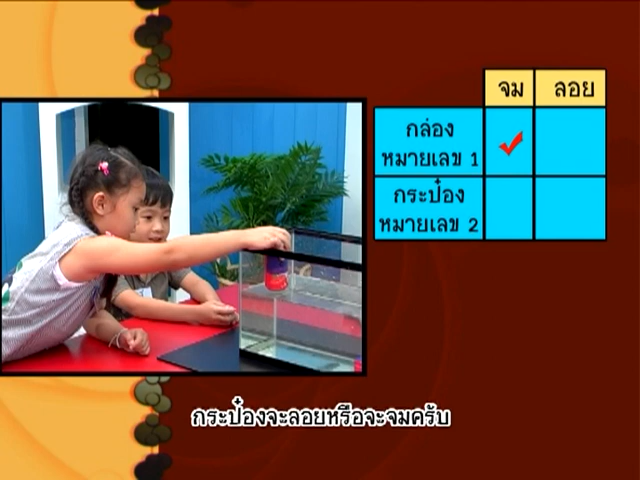 จม ลอย
กล่อง
หมายเลข 1
กระป๋อง
หมายเลข 2
กระป๋องจะลอยหรือจะจมครับ